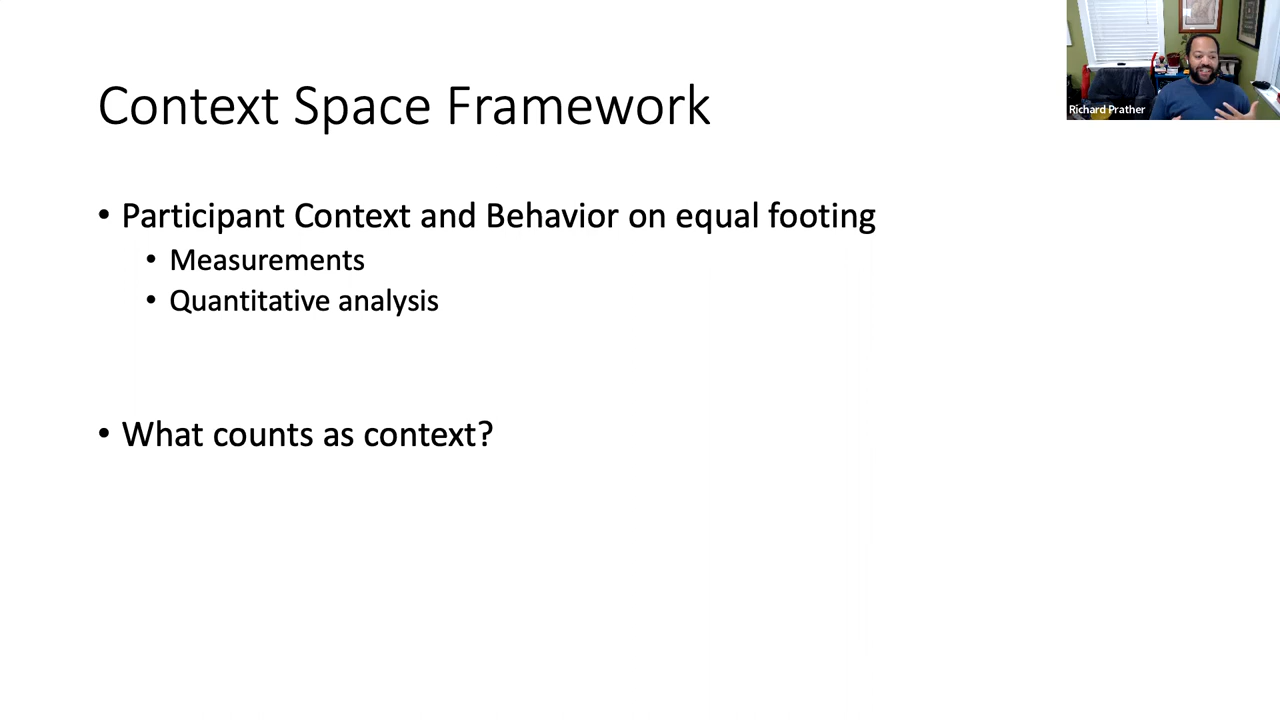 Context Space Framework
Richard Prather
• Participant Context and Behavior on equal footing
• Measurements
• Quantitative analysis
• What counts as context?